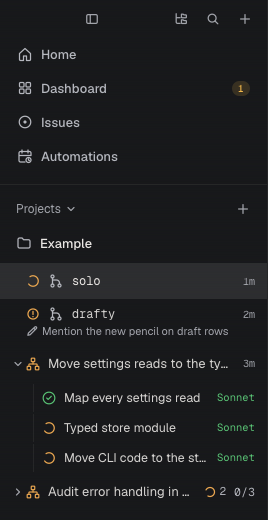 Home
Dashboard 1
Issues
Automations
Projects
Example
solo 1m
drafty 2m
Mention the new pencil on draft rows
Move settings reads to the ty... 3m
Map every settings read Sonnet
Typed store module Sonnet
Move CLI code to the st... Sonnet
Audit error handling in ... 2 0/3